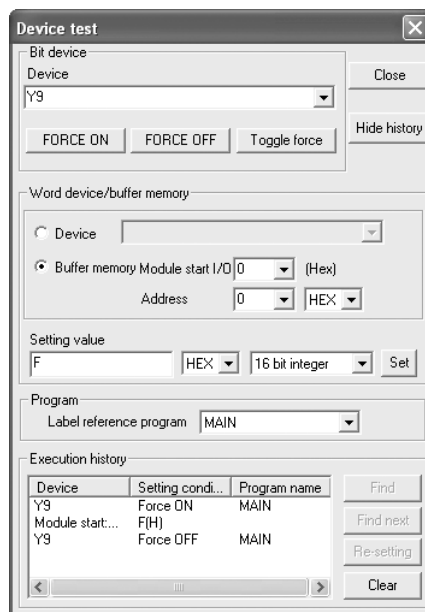 Device test
Bit device
Device
Close
Y9
FORCE ON FORCE OFF Toggle force
Hide history
Word device/buffer memory
Device
Buffer memory Module start I/O 0 (Hex)
Address 0 HEX
Setting value
F HEX 16 bit integer Set
Program
Label reference program MAIN
Execution history
Device Setting condi... Program name
Y9 Force ON MAIN
Module start:... F(H)
Y9 Force OFF MAIN
Find
Find next
Re-setting
Clear